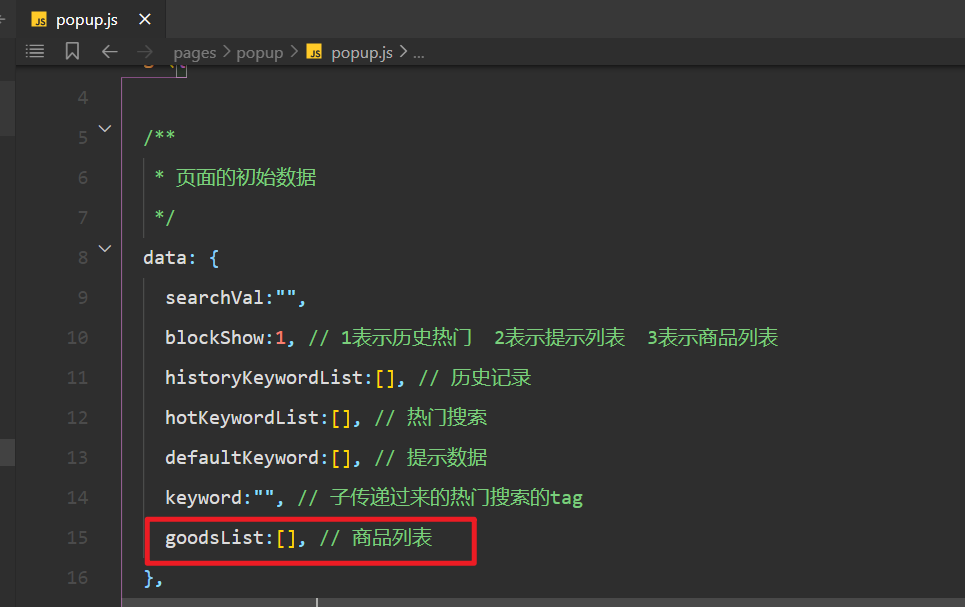 popup.js
pages > popup > popup.js > ...
4
5 /**
6 * 页面的初始数据
7 */
8 data: {
9 searchVal:"",
10 blockShow:1, // 1表示历史热门 2表示提示列表 3表示商品列表
11 historyKeywordList:[], // 历史记录
12 hotKeywordList:[], // 热门搜索
13 defaultKeyword:[], // 提示数据
14 keyword:"", // 子传递过来的热门搜索的tag
15 goodsList:[], // 商品列表
16 },